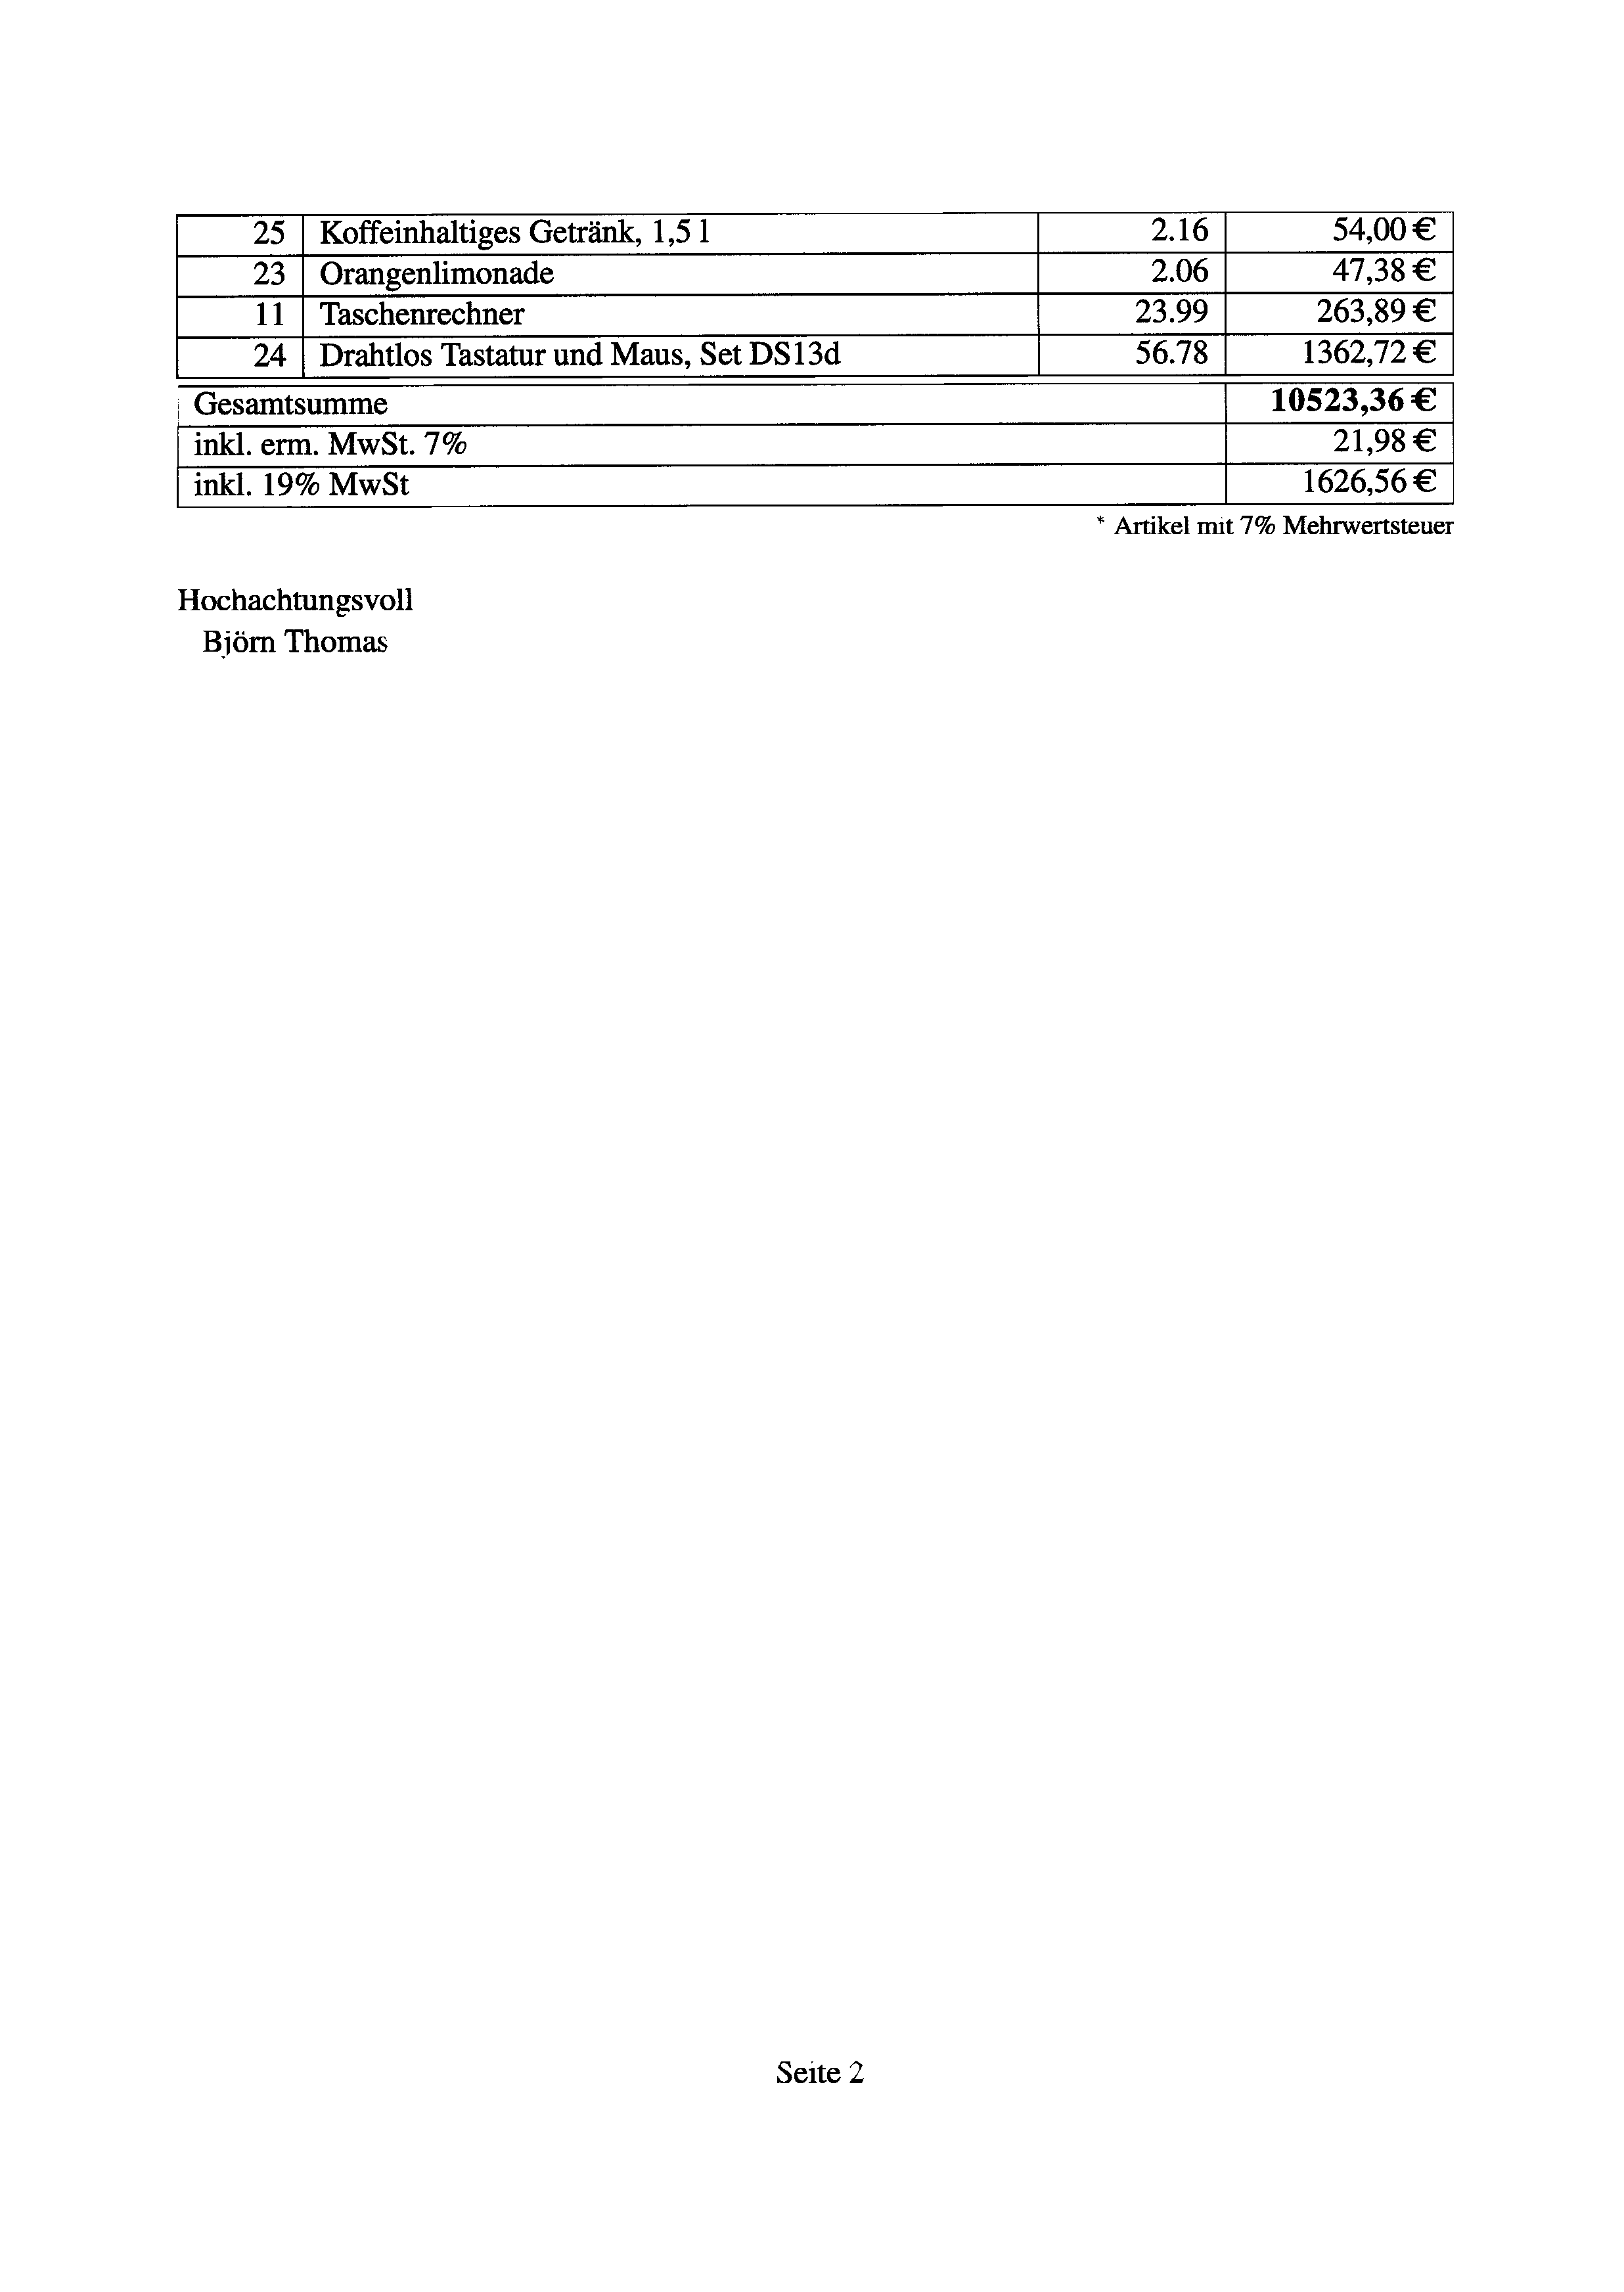 25 Koffeinhaltiges Getränk, 1,5 l 2.16 54,00 €
23 Orangenlimonade 2.06 47,38 €
11 Taschenrechner 23.99 263,89 €
24 Drahtlos Tastatur und Maus, Set DS13d 56.78 1362,72 €
Gesamtsumme 10523,36 €
inkl. erm. MwSt. 7% 21,98 €
inkl. 19% MwSt 1626,56 €
* Artikel mit 7% Mehrwertsteuer
Hochachtungsvoll
Björn Thomas
Seite 2